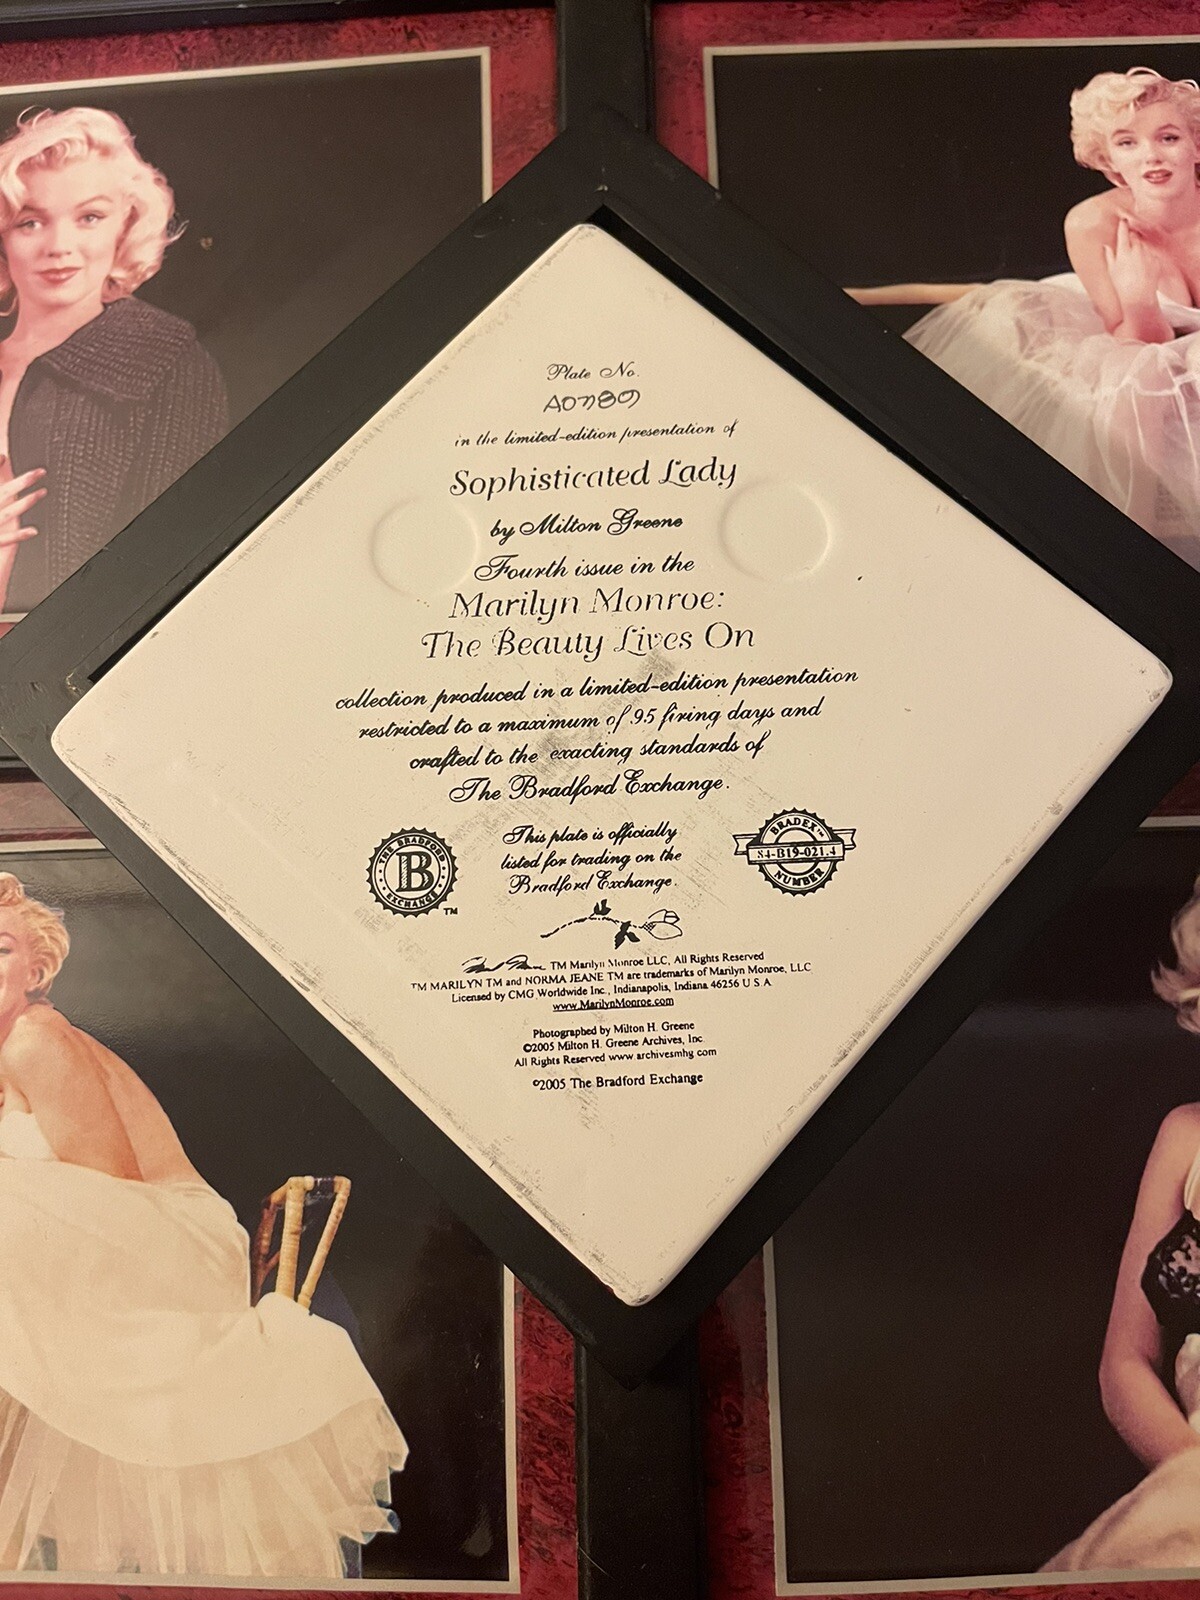 Plate No.
A0789
in the limited-edition presentation of
Sophisticated Lady
by Milton Greene
Fourth issue in the
Marilyn Monroe:
The Beauty Lives On
collection produced in a limited-edition presentation
restricted to a maximum of 95 firing days and
crafted to the exacting standards of
The Bradford Exchange.
THE BRADFORD
B
EXCHANGE
TM
This plate is officially
listed for trading on the
Bradford Exchange.
BRADEX™
84-B19-021.4
NUMBER
TM Marilyn Monroe LLC, All Rights Reserved
TM MARILYN TM and NORMA JEANE TM are trademarks of Marilyn Monroe, LLC
Licensed by CMG Worldwide Inc., Indianapolis, Indiana 46256 U S A
www.MarilynMonroe.com
Photographed by Milton H. Greene
©2005 Milton H. Greene Archives, Inc
All Rights Reserved www.archivesmhg.com
©2005 The Bradford Exchange